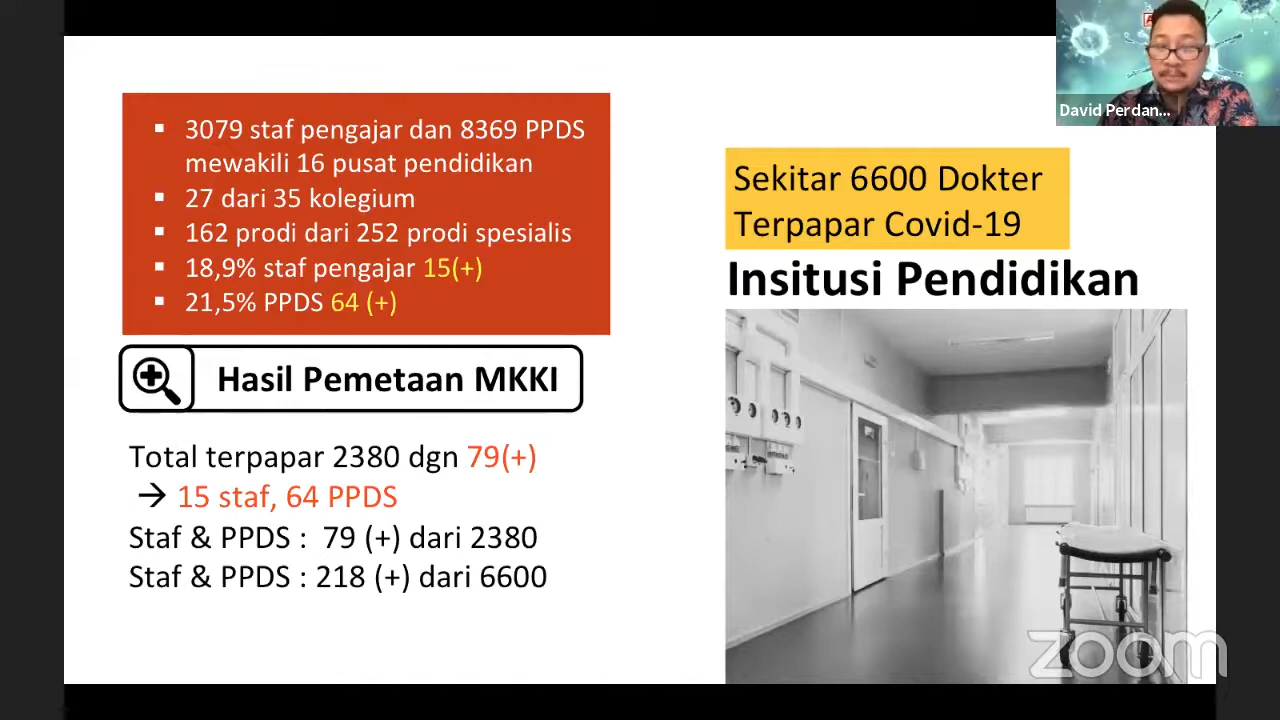 David Perdan...
▪ 3079 staf pengajar dan 8369 PPDS
mewakili 16 pusat pendidikan
▪ 27 dari 35 kolegium
▪ 162 prodi dari 252 prodi spesialis
▪ 18,9% staf pengajar 15(+)
▪ 21,5% PPDS 64 (+)
Hasil Pemetaan MKKI
Total terpapar 2380 dgn 79(+)
→ 15 staf, 64 PPDS
Staf & PPDS : 79 (+) dari 2380
Staf & PPDS : 218 (+) dari 6600
Sekitar 6600 Dokter
Terpapar Covid-19
Insitusi Pendidikan
zoom